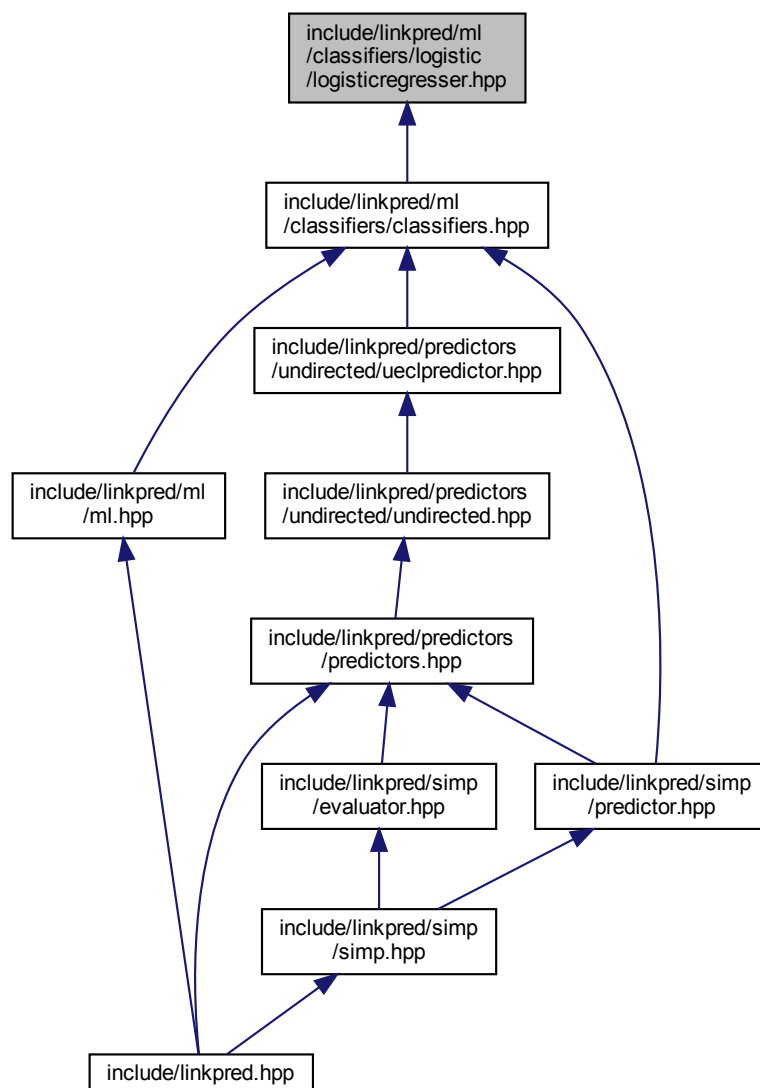 include/linkpred/ml
/classifiers/logistic
/logisticregresser.hpp
include/linkpred/ml
/classifiers/classifiers.hpp
include/linkpred/predictors
/undirected/ueclpredictor.hpp
include/linkpred/ml
/ml.hpp
include/linkpred/predictors
/undirected/undirected.hpp
include/linkpred/predictors
/predictors.hpp
include/linkpred/simp
/evaluator.hpp
include/linkpred/simp
/predictor.hpp
include/linkpred/simp
/simp.hpp
include/linkpred.hpp